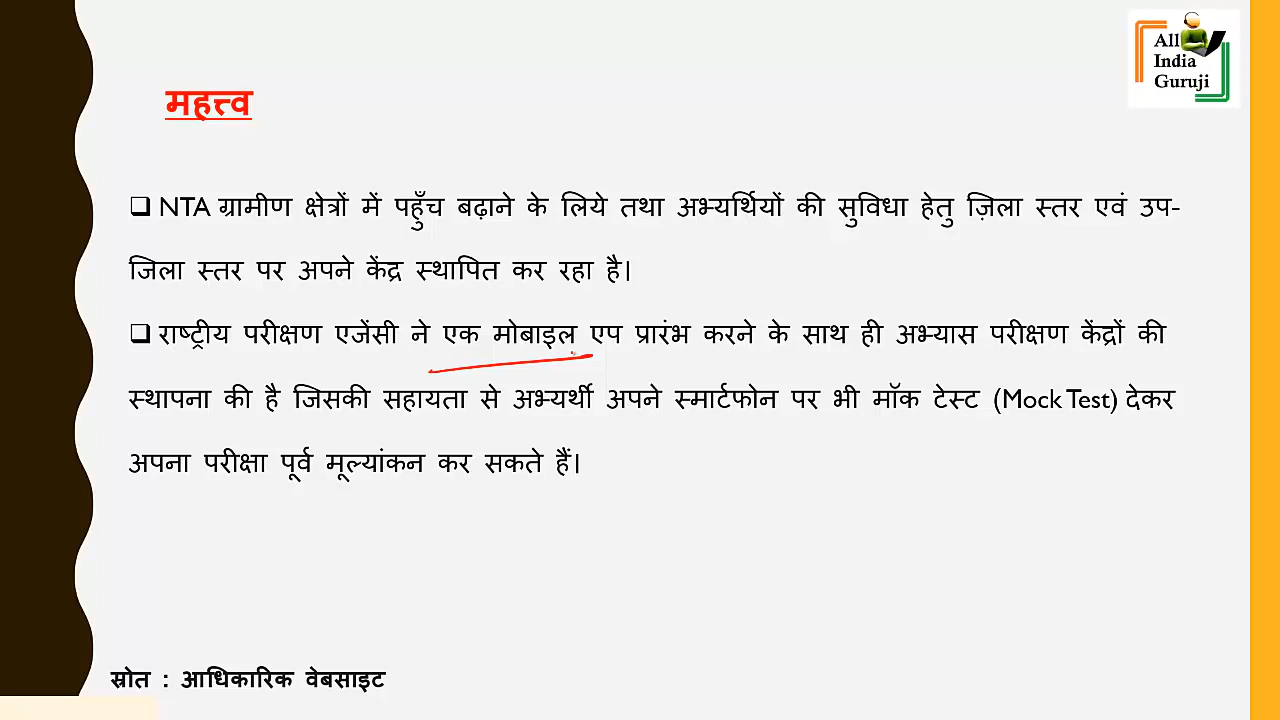 All
India
Guruji
महत्त्व
❑ NTA ग्रामीण क्षेत्रों में पहुँच बढ़ाने के लिये तथा अभ्यर्थियों की सुविधा हेतु ज़िला स्तर एवं उप-
जिला स्तर पर अपने केंद्र स्थापित कर रहा है।
❑ राष्ट्रीय परीक्षण एजेंसी ने एक मोबाइल एप प्रारंभ करने के साथ ही अभ्यास परीक्षण केंद्रों की
स्थापना की है जिसकी सहायता से अभ्यर्थी अपने स्मार्टफोन पर भी मॉक टेस्ट (Mock Test) देकर
अपना परीक्षा पूर्व मूल्यांकन कर सकते हैं।
स्रोत : आधिकारिक वेबसाइट